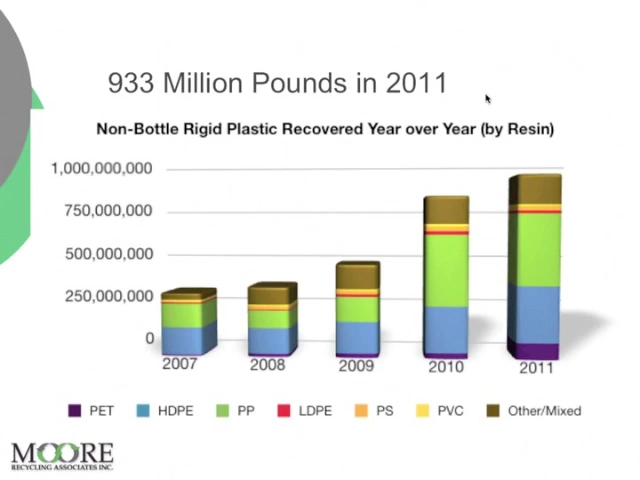 933 Million Pounds in 2011
Non-Bottle Rigid Plastic Recovered Year over Year (by Resin)
1,000,000,000
750,000,000
500,000,000
250,000,000
0
2007 2008 2009 2010 2011
PET HDPE PP LDPE PS PVC Other/Mixed
MOORE
RECYCLING ASSOCIATES INC.